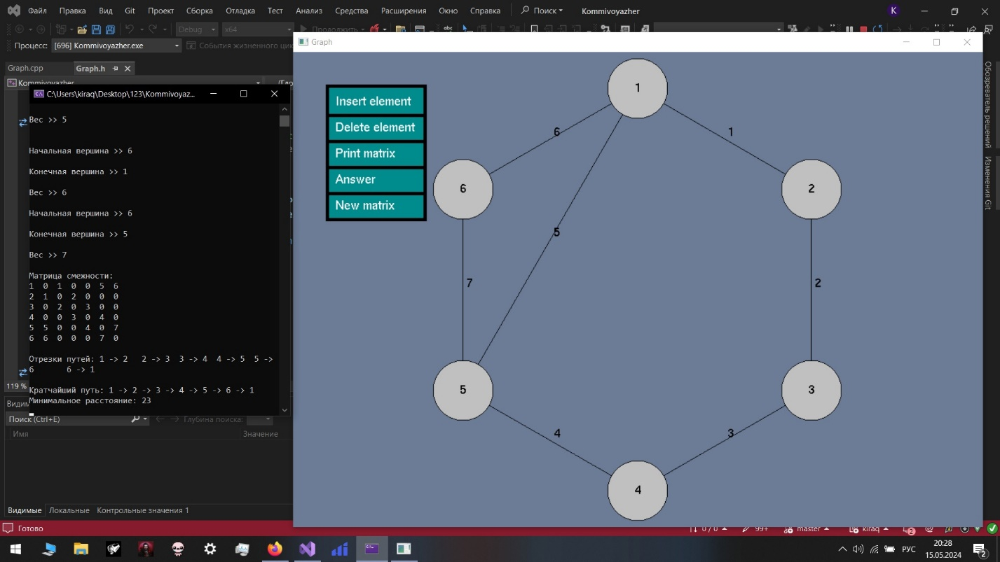 Файл Правка Вид Git Проект Сборка Отладка Тест Анализ Средства Расширения Окно Справка Поиск Kommivoyazher K
Debug x64 Продолжить
Процесс: [696] Kommivoyazher.exe События жизненного цик
Graph.cpp Graph.h
Kommivoyazher
C:\Users\kiraq\Desktop\123\Kommivoyaz...
Вес >> 5
Начальная вершина >> 6
Конечная вершина >> 1
Вес >> 6
Начальная вершина >> 6
Конечная вершина >> 5
Вес >> 7
Матрица смежности:
1 0 1 0 0 5 6
2 1 0 2 0 0 0
3 0 2 0 3 0 0
4 0 0 3 0 4 0
5 5 0 0 4 0 7
6 6 0 0 0 7 0
Отрезки путей: 1 -> 2 2 -> 3 3 -> 4 4 -> 5 5 ->
6 6 -> 1
Кратчайший путь: 1 -> 2 -> 3 -> 4 -> 5 -> 6 -> 1
Минимальное расстояние: 23
119 %
Поиск (Ctrl+E) Глубина поиска:
Имя Значение
Видимые Локальные Контрольные значения 1
Graph
Insert element
Delete element
Print matrix
Answer
New matrix
1
6 1
6 2
5
7 2
5 3
4 3
4
Обозреватель решений
Изменения Git
Готово 0 / 0 99+ master kiraq 2
РУС
20:28
15.05.2024
2